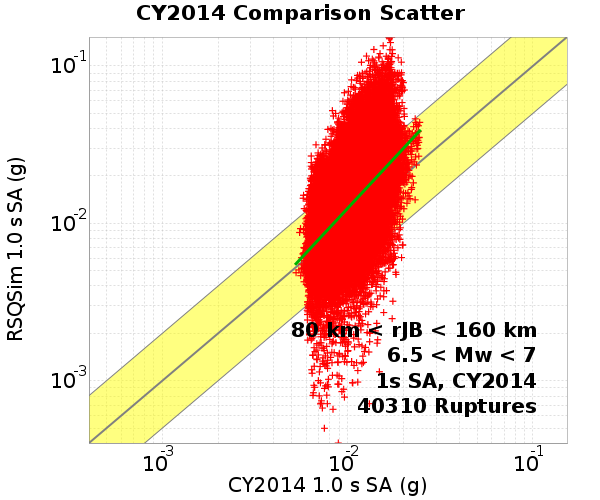 CY2014 Comparison Scatter
RSQSim 1.0 s SA (g)
10-1
10-2
10-3
80 km < rJB < 160 km
6.5 < Mw < 7
1s SA, CY2014
40310 Ruptures
10-3 10-2 10-1
CY2014 1.0 s SA (g)